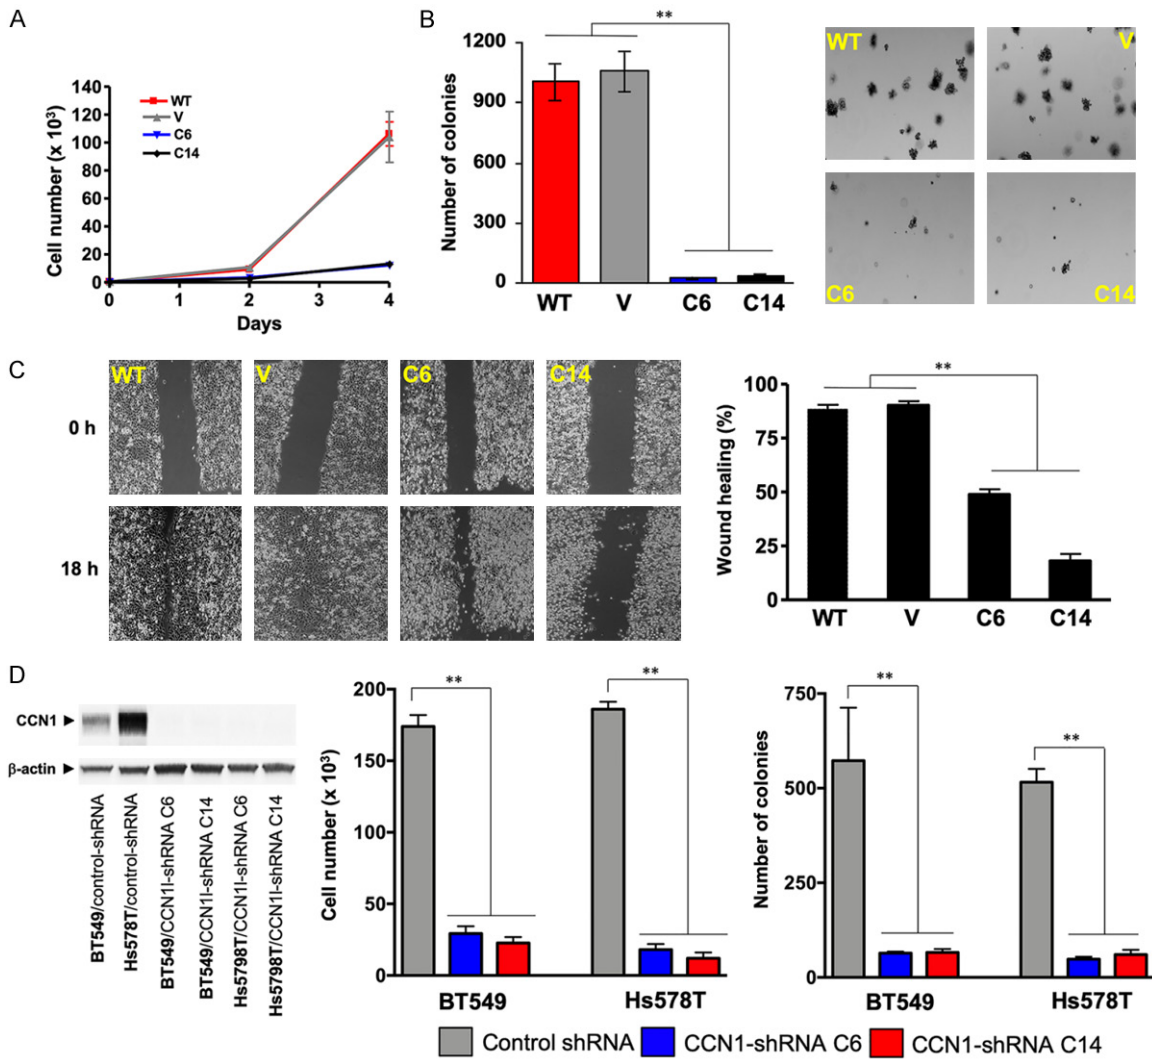 A
140
120
100
80
60
40
20
0
Cell number (x 10³)
WT
V
C6
C14
0 1 2 3 4
Days
B
**
1200
900
600
300
0
Number of colonies
WT V C6 C14
WT
V
C6
C14
C
WT V C6 C14
0 h
18 h
**
100
75
50
25
0
Wound healing (%)
WT V C6 C14
D
CCN1
β-actin
BT549/control-shRNA
Hs578T/control-shRNA
BT549/CCN1l-shRNA C6
BT549/CCN1l-shRNA C14
Hs5798T/CCN1l-shRNA C6
Hs5798T/CCN1l-shRNA C14
** **
200
150
100
50
0
Cell number (x 10³)
BT549 Hs578T
** **
750
500
250
0
Number of colonies
BT549 Hs578T
Control shRNA CCN1-shRNA C6 CCN1-shRNA C14